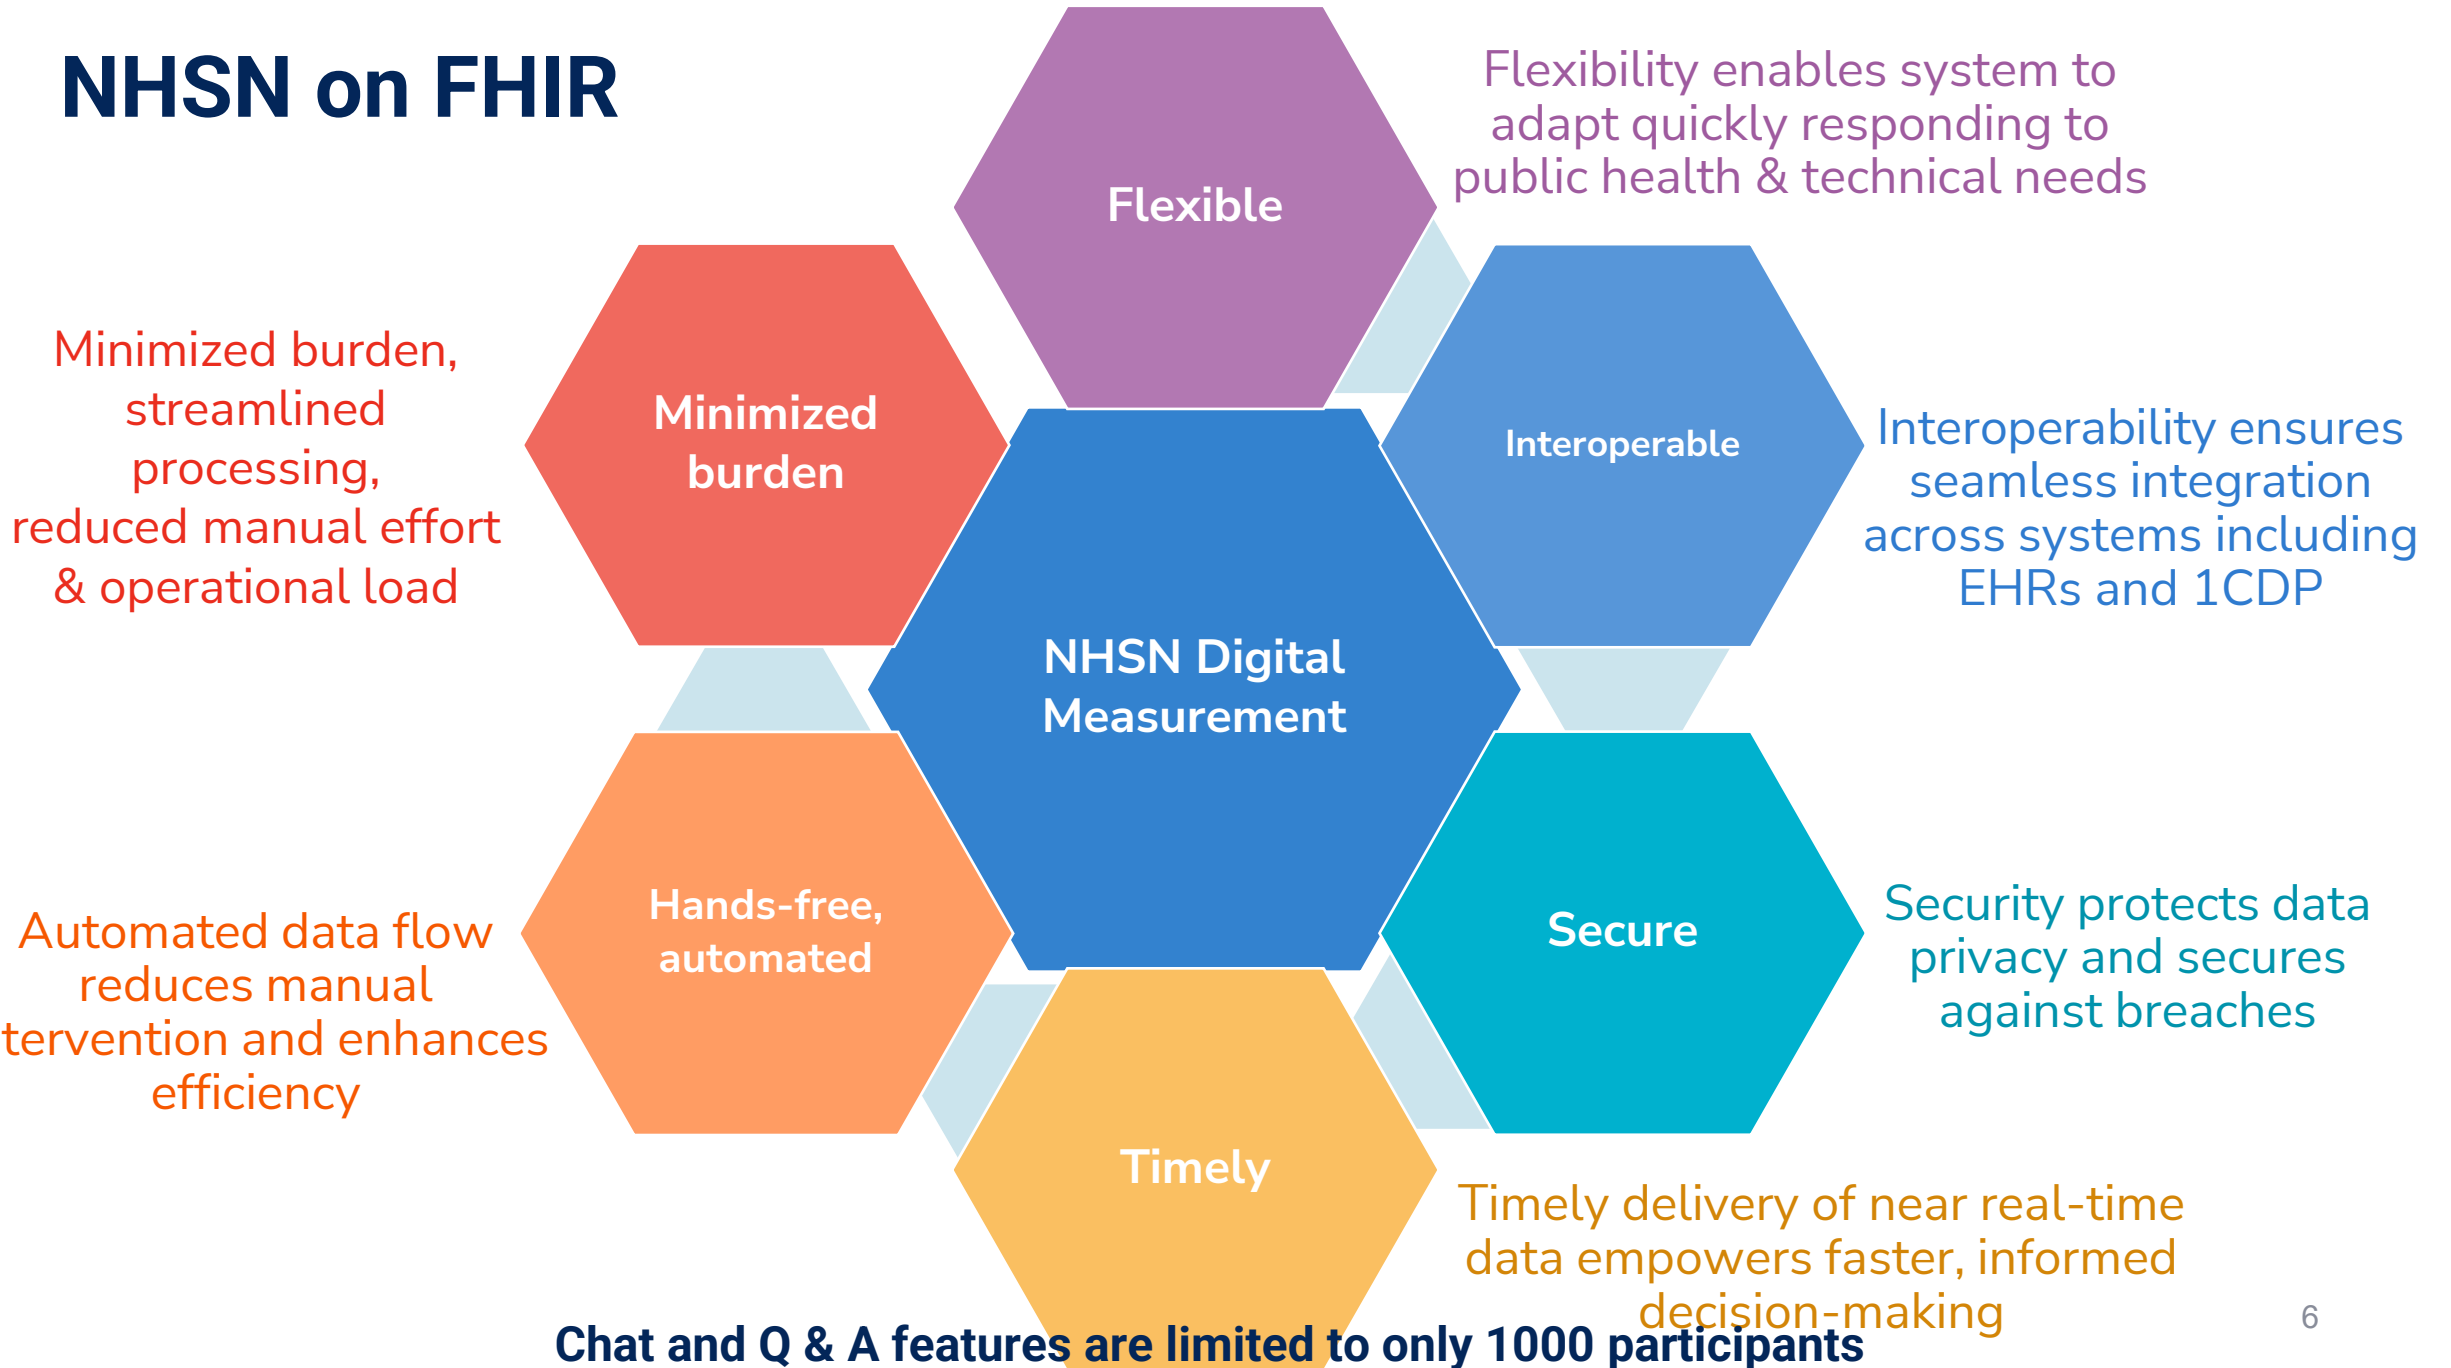 NHSN on FHIR
Flexible
Flexibility enables system to
adapt quickly responding to
public health & technical needs
Minimized burden,
streamlined
processing,
reduced manual effort
& operational load
Minimized
burden
Interoperable
Interoperability ensures
seamless integration
across systems including
EHRs and 1CDP
NHSN Digital
Measurement
Automated data flow
reduces manual
tervention and enhances
efficiency
Hands-free,
automated
Secure
Security protects data
privacy and secures
against breaches
Timely
Timely delivery of near real-time
data empowers faster, informed
decision-making
6
Chat and Q & A features are limited to only 1000 participants